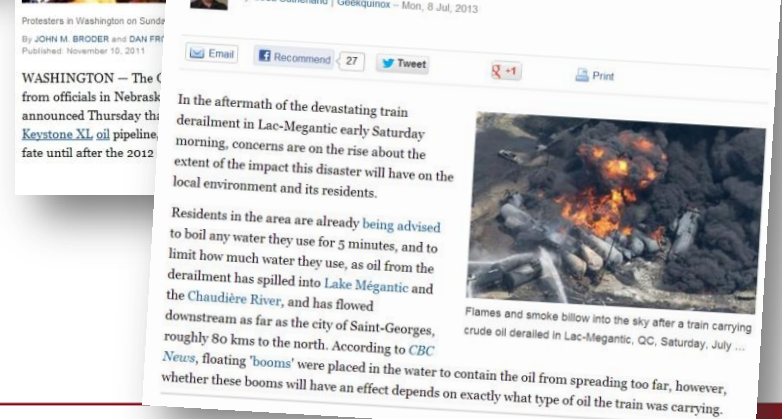 Protesters in Washington on
By JOHN M. BRODER and DAN
Published: November 10, 2011
WASHINGTON — The
from officials in
announced Thursday
Keystone XL oil pipeline,
fate until after the 2012
| Geekquinox – Mon, 8 Jul, 2013
Email
Recommend 27
Tweet
+1
Print
In the aftermath of the devastating train
derailment in Lac-Megantic early Saturday
morning, concerns are on the rise about the
extent of the impact this disaster will have on the
local environment and its residents.
Residents in the area are already being advised
to boil any water they use for 5 minutes, and to
limit how much water they use, as oil from the
derailment has spilled into Lake Mégantic and
the Chaudière River, and has flowed
downstream as far as the city of Saint-Georges,
roughly 80 kms to the north. According to CBC
News, floating 'booms' were placed in the water to contain the oil from spreading too far, however,
whether these booms will have an effect depends on exactly what type of oil the train was carrying.
Flames and smoke billow into the sky after a train carrying
crude oil derailed in Lac-Megantic, QC, Saturday, July ...